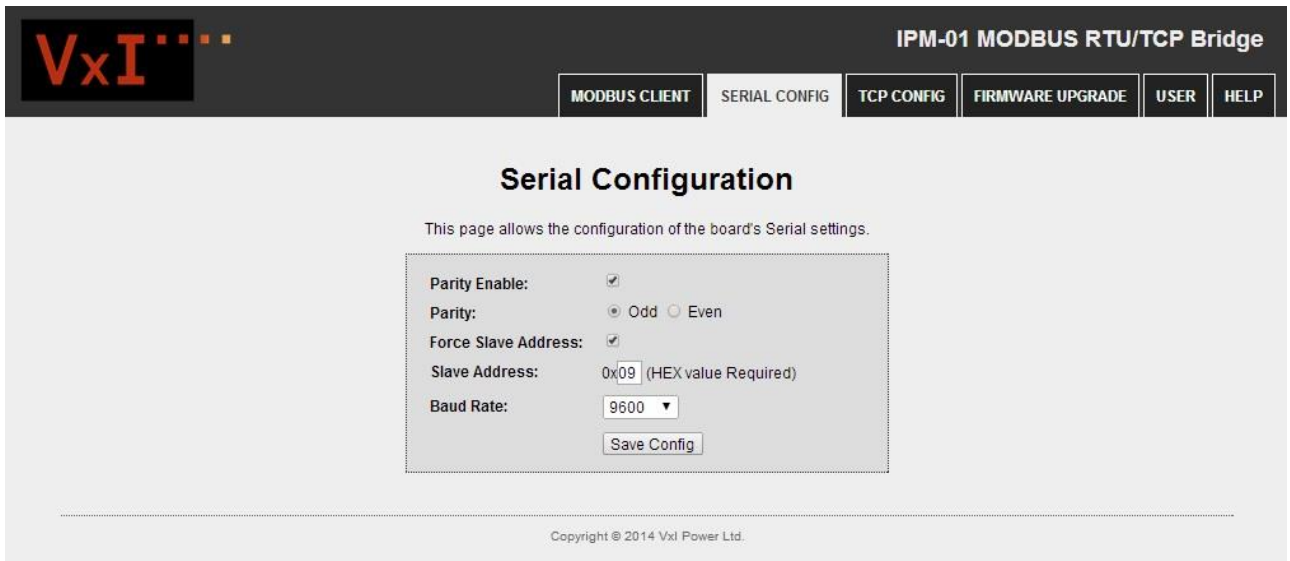 VxI
IPM-01 MODBUS RTU/TCP Bridge
MODBUS CLIENT SERIAL CONFIG TCP CONFIG FIRMWARE UPGRADE USER HELP
Serial Configuration
This page allows the configuration of the board's Serial settings.
Parity Enable:
Parity: Odd Even
Force Slave Address:
Slave Address: 0x09 (HEX value Required)
Baud Rate: 9600
Save Config
Copyright © 2014 VxI Power Ltd.